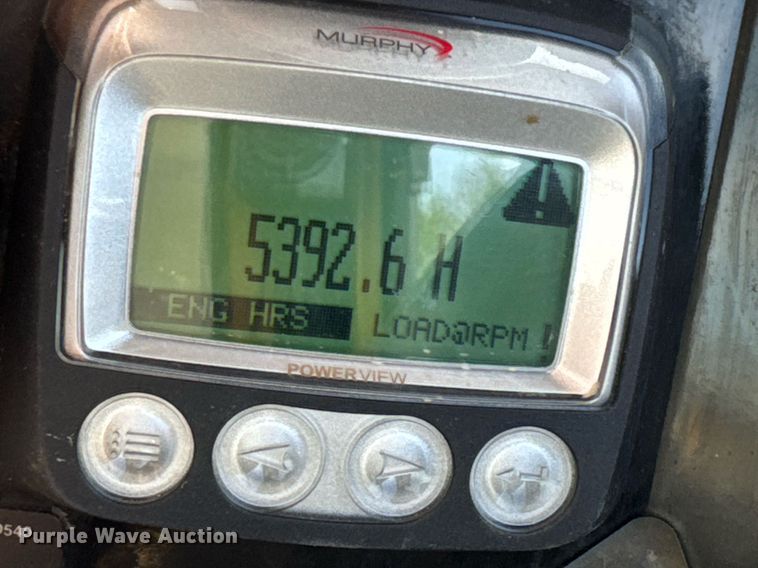 MURPHY
5392.6 H
ENG HRS LOAD@RPM
POWERVIEW
Purple Wave Auction